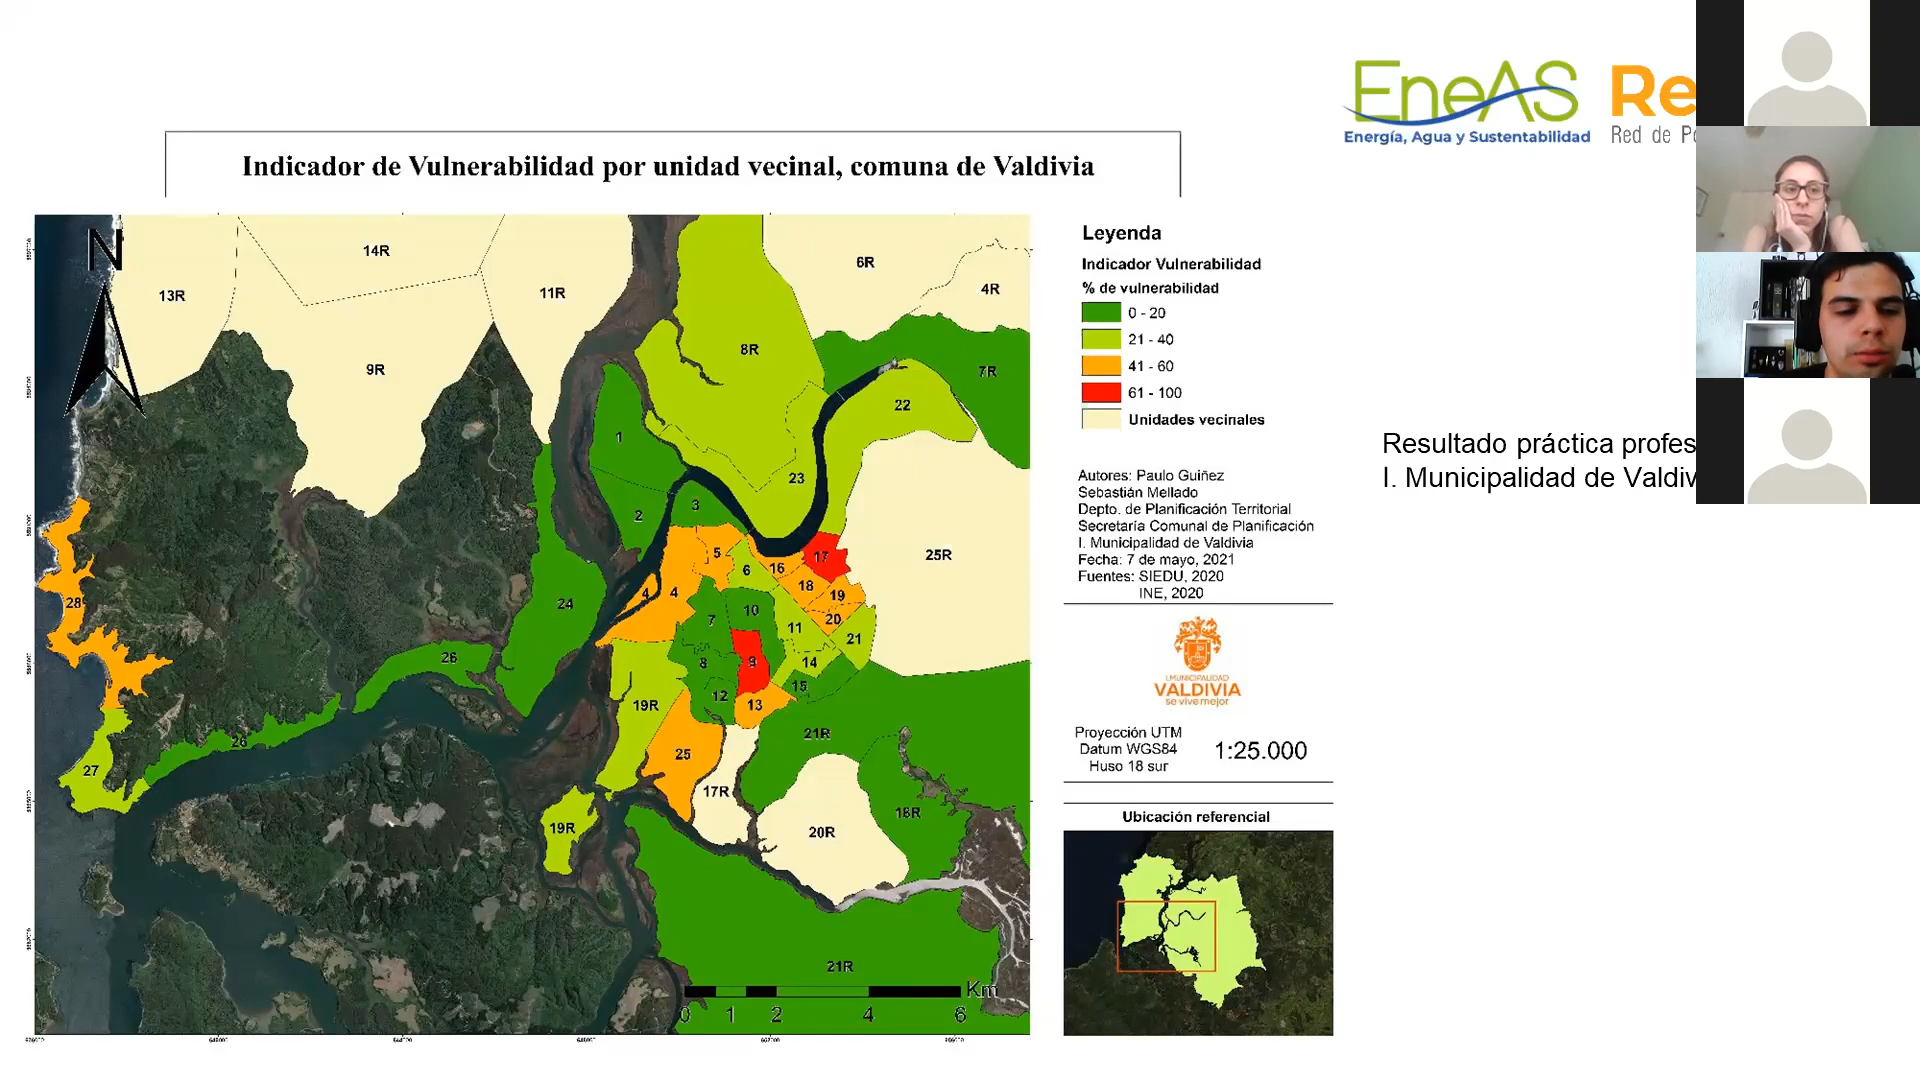 EneAS
Energía, Agua y Sustentabilidad
Re
Red de Po
Indicador de Vulnerabilidad por unidad vecinal, comuna de Valdivia
N
14R
13R
11R
9R
6R
4R
8R
7R
22
1
23
2
3
5
6
16
17
25R
4
4
18
19
28
24
7
10
20
11
21
26
8
9
14
15
12
19R
13
26
25
21R
27
17R
19R
20R
18R
21R
Km
0 1 2 4 6
Leyenda
Indicador Vulnerabilidad
% de vulnerabilidad
0 - 20
21 - 40
41 - 60
61 - 100
Unidades vecinales
Autores: Paulo Guiñez
Sebastián Mellado
Depto. de Planificación Territorial
Secretaría Comunal de Planificación
I. Municipalidad de Valdivia
Fecha: 7 de mayo, 2021
Fuentes: SIEDU, 2020
INE, 2020
I.MUNICIPALIDAD
VALDIVIA
se vive mejor
Proyección UTM
Datum WGS84
Huso 18 sur
1:25.000
Ubicación referencial
Resultado práctica profes
I. Municipalidad de Valdiv